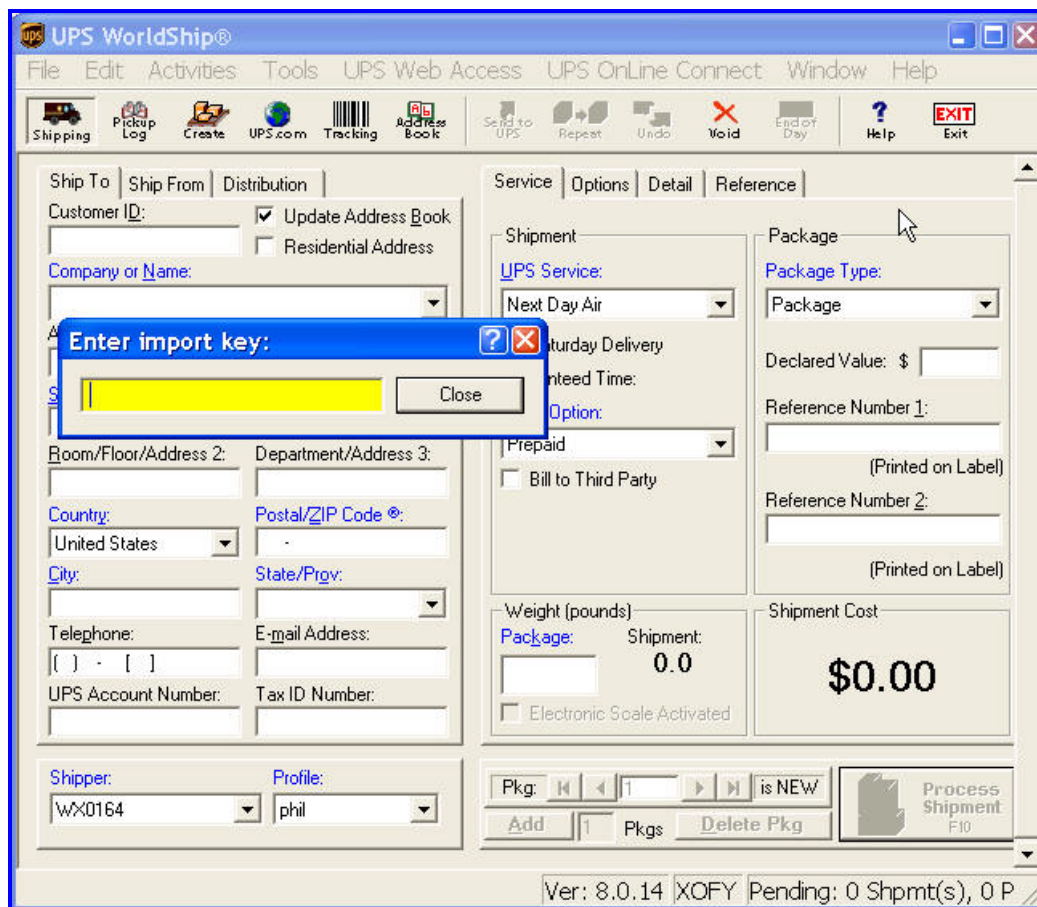 ups UPS WorldShip®
File Edit Activities Tools UPS Web Access UPS OnLine Connect Window Help
Shipping Pickup Log Create UPS.com Tracking Address Book Send to UPS Repeat Undo Void End of Day Help EXIT Exit
Ship To Ship From Distribution
Customer ID:
Update Address Book
Residential Address
Company or Name:
Enter import key:
Close
Room/Floor/Address 2: Department/Address 3:
Country: Postal/ZIP Code ®:
United States -
City: State/Prov:
Telephone: E-mail Address:
( ) - [ ]
UPS Account Number: Tax ID Number:
Shipper: Profile:
WX0164 phil
Service Options Detail Reference
Shipment
UPS Service:
Next Day Air
turday Delivery
nteed Time:
Option:
Prepaid
Bill to Third Party
Package
Package Type:
Package
Declared Value: $
Reference Number 1:
(Printed on Label)
Reference Number 2:
(Printed on Label)
Weight (pounds)
Package: Shipment:
0.0
Electronic Scale Activated
Shipment Cost
$0.00
Pkg: 1 is NEW
Add 1 Pkgs Delete Pkg
Process
Shipment
F10
Ver: 8.0.14 XOFY Pending: 0 Shpmt(s), 0 P